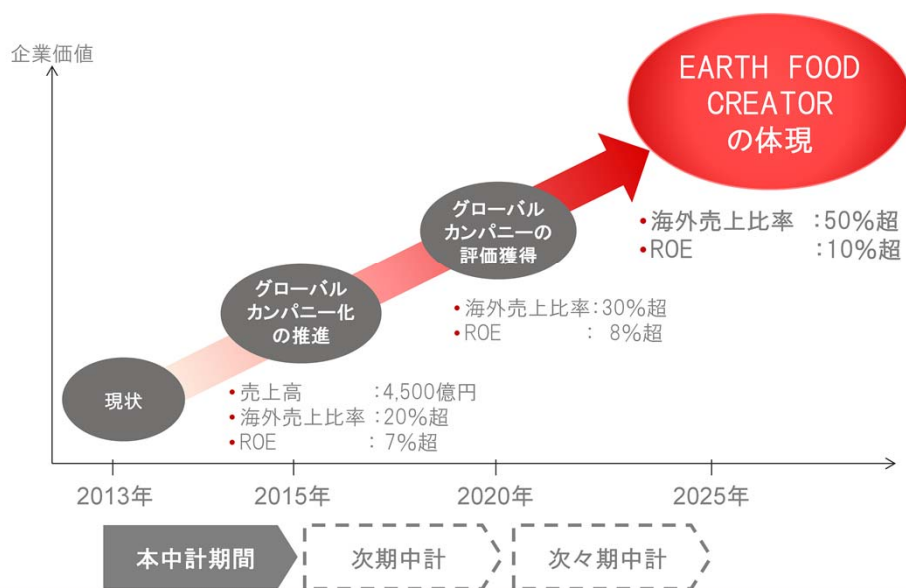 企業価値
EARTH FOOD
CREATOR
の体現
・海外売上比率 :50%超
・ROE :10%超
グローバル
カンパニーの
評価獲得
・海外売上比率:30%超
・ROE : 8%超
グローバル
カンパニー化
の推進
・売上高 :4,500億円
・海外売上比率 :20%超
・ROE : 7%超
現状
2013年 2015年 2020年 2025年
本中計期間 次期中計 次々期中計